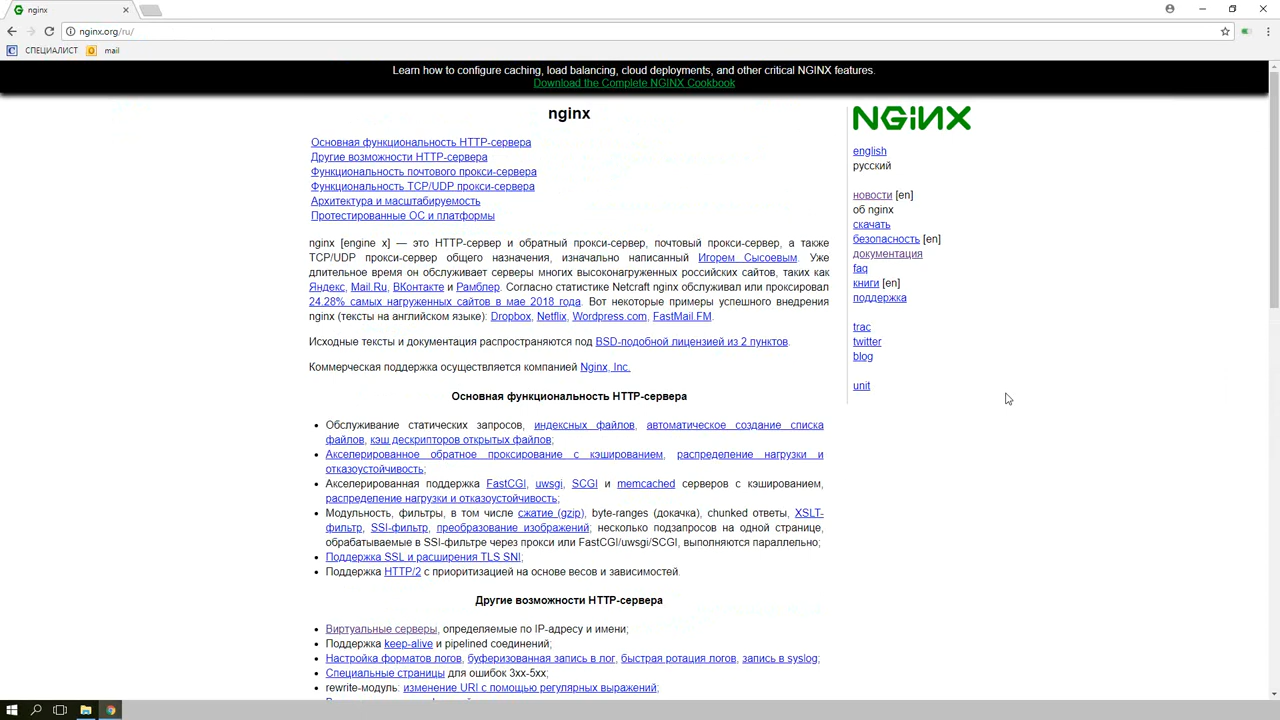 nginx
nginx.org/ru/
СПЕЦИАЛИСТ
mail
Learn how to configure caching, load balancing, cloud deployments, and other critical NGINX features.
Download the Complete NGINX Cookbook
nginx
Основная функциональность HTTP-сервера
Другие возможности HTTP-сервера
Функциональность почтового прокси-сервера
Функциональность TCP/UDP прокси-сервера
Архитектура и масштабируемость
Протестированные ОС и платформы
nginx [engine x] — это HTTP-сервер и обратный прокси-сервер, почтовый прокси-сервер, а также
TCP/UDP прокси-сервер общего назначения, изначально написанный Игорем Сысоевым. Уже
длительное время он обслуживает серверы многих высоконагруженных российских сайтов, таких как
Яндекс, Mail.Ru, ВКонтакте и Рамблер. Согласно статистике Netcraft nginx обслуживал или проксировал
24.28% самых нагруженных сайтов в мае 2018 года. Вот некоторые примеры успешного внедрения
nginx (тексты на английском языке): Dropbox, Netflix, Wordpress.com, FastMail.FM.
Исходные тексты и документация распространяются под BSD-подобной лицензией из 2 пунктов.
Коммерческая поддержка осуществляется компанией Nginx, Inc.
Основная функциональность HTTP-сервера
Обслуживание статических запросов, индексных файлов, автоматическое создание списка
файлов, кэш дескрипторов открытых файлов;
Акселерированное обратное проксирование с кэшированием, распределение нагрузки и
отказоустойчивость;
Акселерированная поддержка FastCGI, uwsgi, SCGI и memcached серверов с кэшированием,
распределение нагрузки и отказоустойчивость;
Модульность, фильтры, в том числе сжатие (gzip), byte-ranges (докачка), chunked ответы, XSLT-
фильтр, SSI-фильтр, преобразование изображений; несколько подзапросов на одной странице,
обрабатываемые в SSI-фильтре через прокси или FastCGI/uwsgi/SCGI, выполняются параллельно;
Поддержка SSL и расширения TLS SNI;
Поддержка HTTP/2 с приоритизацией на основе весов и зависимостей.
Другие возможности HTTP-сервера
Виртуальные серверы, определяемые по IP-адресу и имени;
Поддержка keep-alive и pipelined соединений;
Настройка форматов логов, буферизованная запись в лог, быстрая ротация логов, запись в syslog;
Специальные страницы для ошибок 3xx-5xx;
rewrite-модуль: изменение URI с помощью регулярных выражений;
NGINX
english
русский
новости [en]
об nginx
скачать
безопасность [en]
документация
faq
книги [en]
поддержка
trac
twitter
blog
unit